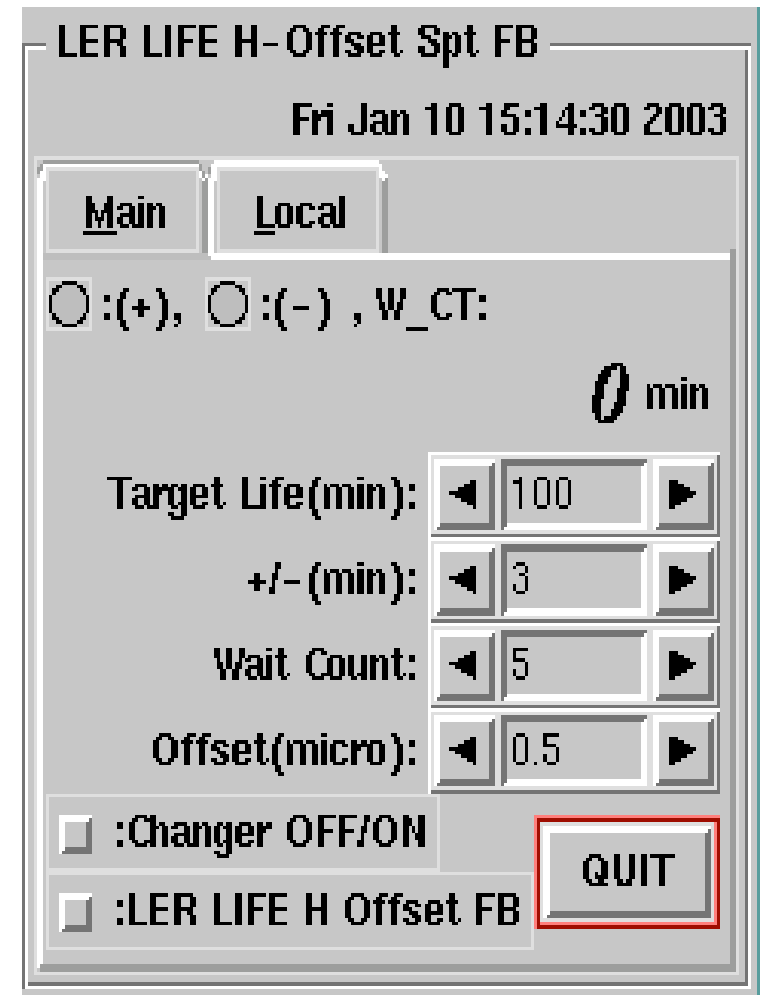 LER LIFE H-Offset Spt FB
Fri Jan 10 15:14:30 2003
Main Local
:(+), :(-) , W_CT:
0 min
Target Life(min): 100
+/-(min): 3
Wait Count: 5
Offset(micro): 0.5
:Changer OFF/ON
QUIT
:LER LIFE H Offset FB